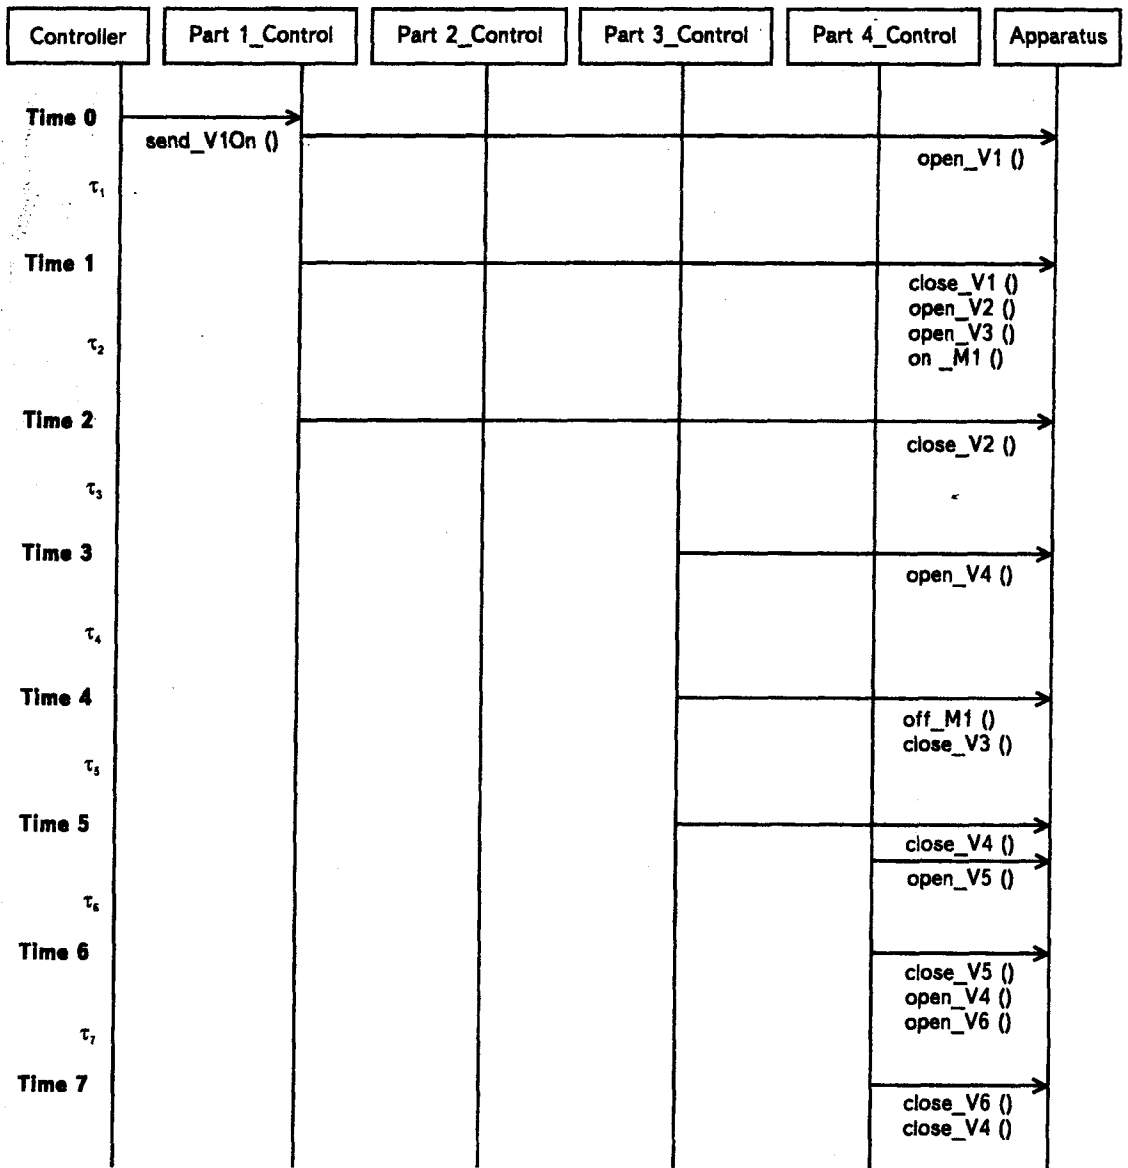 Controller Part 1_Control Part 2_Control Part 3_Control Part 4_Control Apparatus
Time 0
send_V1On ()
open_V1 ()
τ₁
Time 1
close_V1 ()
open_V2 ()
open_V3 ()
τ₂
on _M1 ()
Time 2
close_V2 ()
τ₃
Time 3
open_V4 ()
τ₄
Time 4
off_M1 ()
close_V3 ()
τ₅
Time 5
close_V4 ()
open_V5 ()
τ₆
Time 6
close_V5 ()
open_V4 ()
open_V6 ()
τ₇
Time 7
close_V6 ()
close_V4 ()